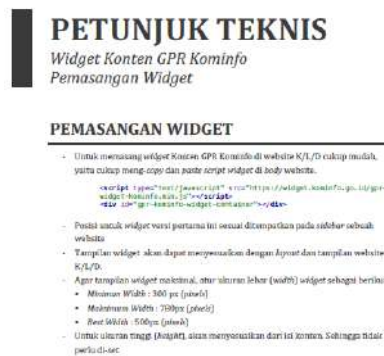 PETUNJUK TEKNIS
Widget Konten GPR Kominfo
Pemasangan Widget
PEMASANGAN WIDGET
- Untuk memasang widget Konten GPR Kominfo di website K/L/D cukup mudah,
yaitu cukup meng-copy dan paste script widget di body website.
<script type="text/javascript" src="https://widget.kominfo.go.id/gpr-
widget-kominfo.min.js"></script>
<div id="gpr-kominfo-widget-container"></div>
- Posisi untuk widget versi pertama ini sesuai ditempatkan pada sidebar sebuah
website
- Tampilan widget akan dapat menyesuaikan dengan layout dan tampilan website
K/L/D.
- Agar tampilan widget maksimal, atur ukuran lebar (width) widget sebagai beriku
• Minimum Width : 300 px (pixels)
• Maksimum Width : 700px (pixels)
• Best Width : 500px (pixels)
- Untuk ukuran tinggi (height), akan menyesuaikan dari isi konten. Sehingga tidak
perlu di-set